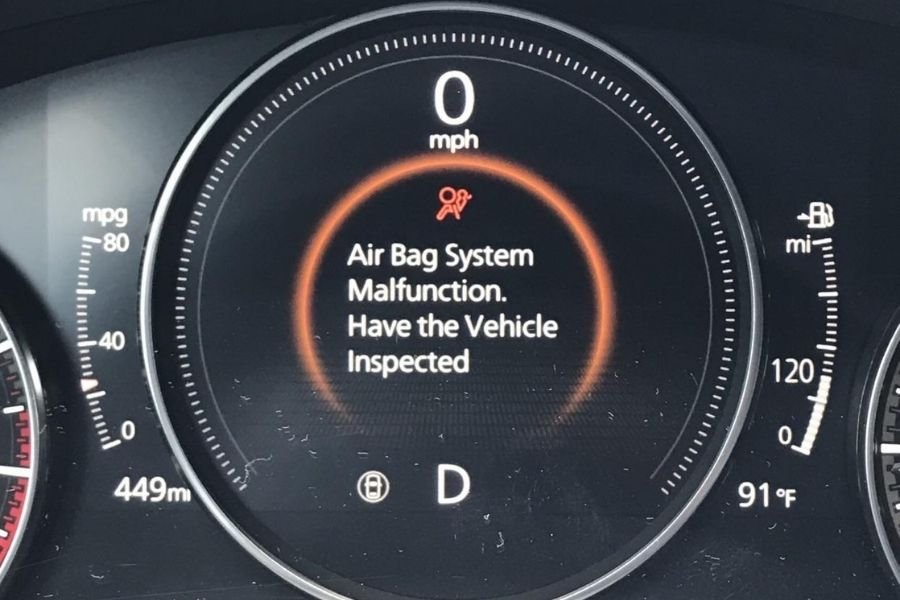 0
mph
Air Bag System
Malfunction.
Have the Vehicle
Inspected
D
mpg
80
40
0
449mi
mi
120
0
91°F